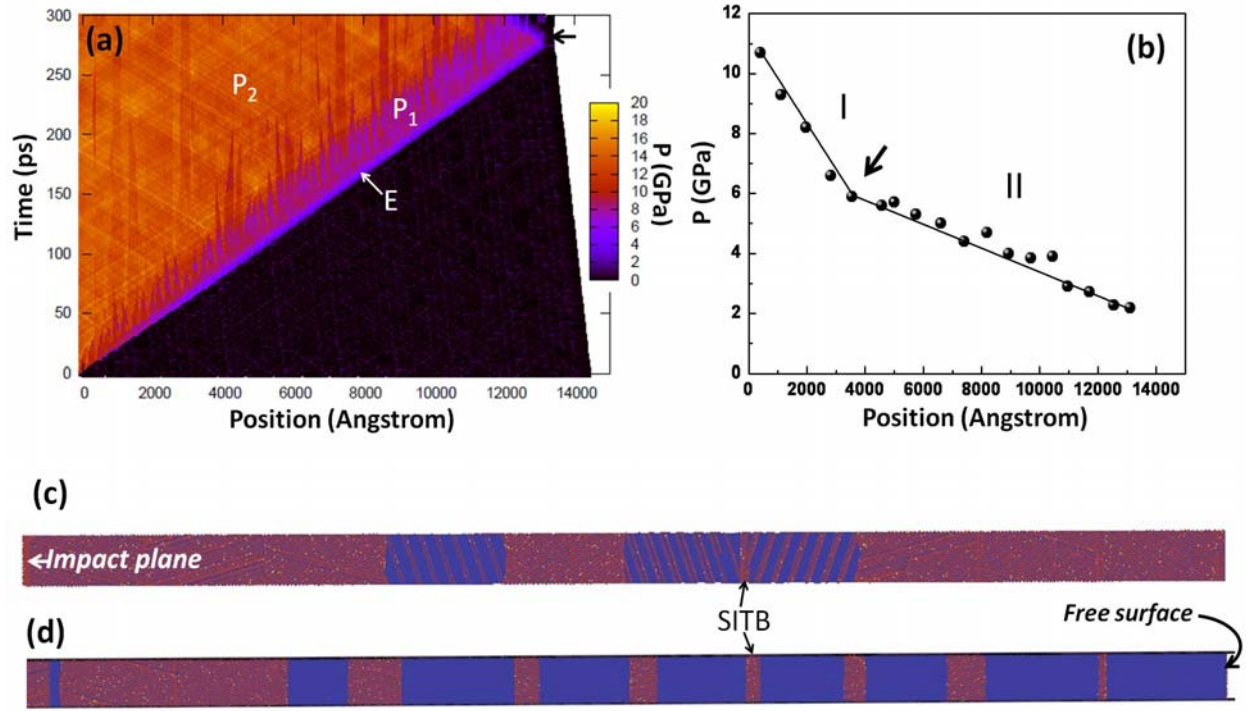 (a)
300
250
200
150
100
50
0
Time (ps)
P2
P1
E
20
18
16
14
12
10
8
6
4
2
0
P (GPa)
0
2000
4000
6000
8000
10000
12000
14000
Position (Angstrom)
(b)
12
10
8
6
4
2
0
P (GPa)
I
II
0
2000
4000
6000
8000
10000
12000
14000
Position (Angstrom)
(c)
Impact plane
SITB
(d)
Free surface